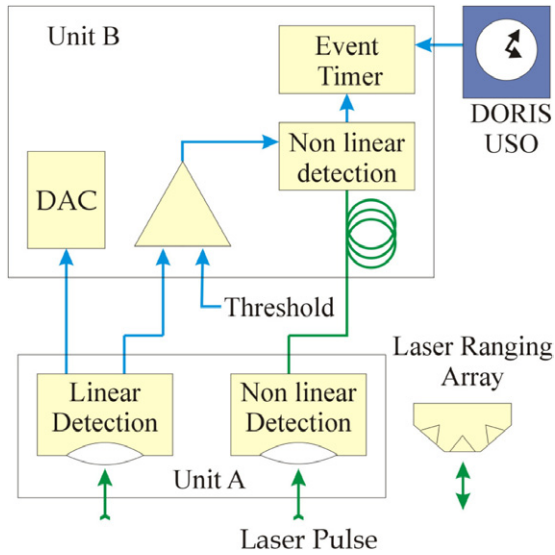 Unit B
Event
Timer
DORIS
USO
Non linear
detection
DAC
Threshold
Laser Ranging
Array
Linear
Detection
Non linear
Detection
Unit A
Laser Pulse